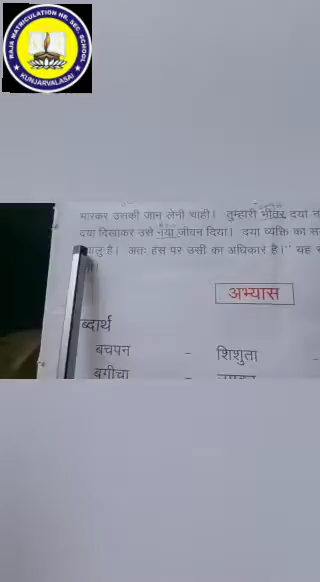 RAJA MATRICULATION HR. SEC. SCHOOL
KUNJARVALASAI
मारकर उसकी जान लेनी चाही। तुम्हारी भीतर दया
दया दिखाकर उसे नया जीवन दिया। दया व्यक्ति का
है। अतः हंस पर उसी का अधिकार है।" यह
अभ्यास
ब्दार्थ
बचपन - शिशुता -
बगीचा -